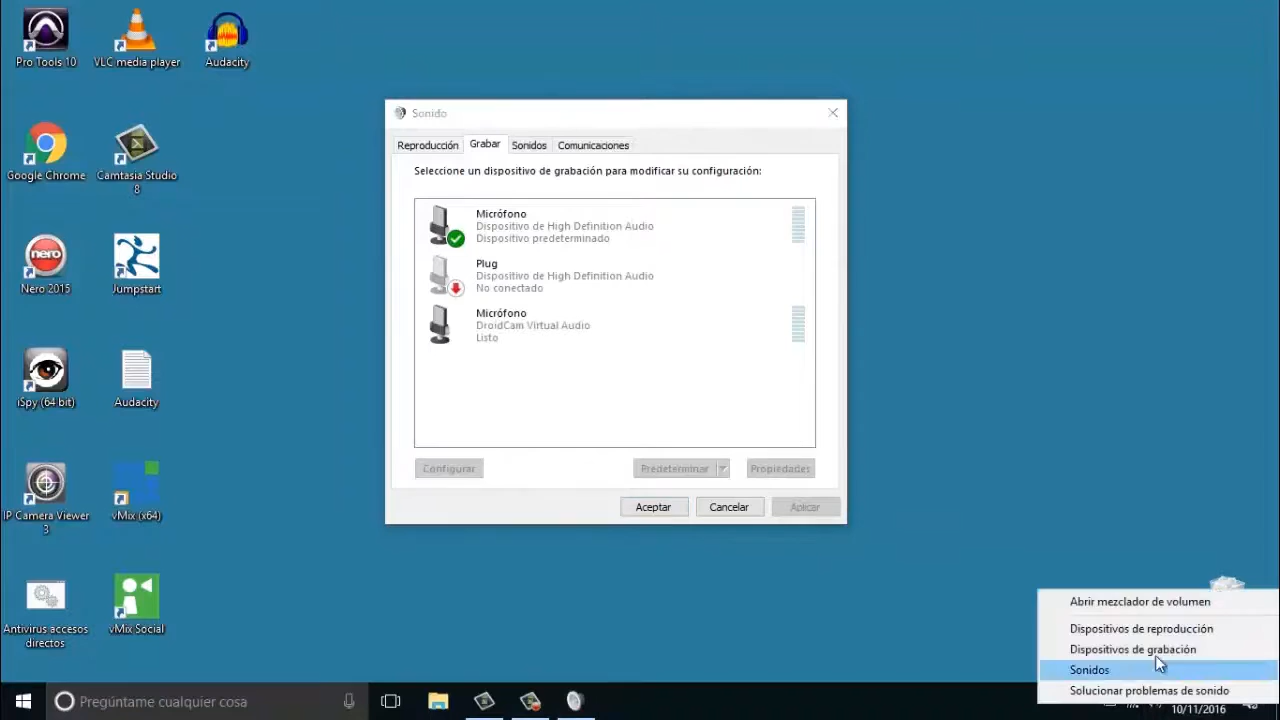 Pro Tools 10
VLC media player
Audacity
Google Chrome
Camtasia Studio
8
nero
Nero 2015
Jumpstart
iSpy (64 bit)
Audacity
IP Camera Viewer
3
vMix (x64)
Antivirus accesos
directos
vMix Social
Sonido
Reproducción
Grabar
Sonidos
Comunicaciones
Seleccione un dispositivo de grabación para modificar su configuración:
Micrófono
Dispositivo de High Definition Audio
Dispositivo predeterminado
Plug
Dispositivo de High Definition Audio
No conectado
Micrófono
DroidCam Virtual Audio
Listo
Configurar
Predeterminar
Propiedades
Aceptar
Cancelar
Aplicar
Abrir mezclador de volumen
Dispositivos de reproducción
Dispositivos de grabación
Sonidos
Solucionar problemas de sonido
Pregúntame cualquier cosa
10/11/2016